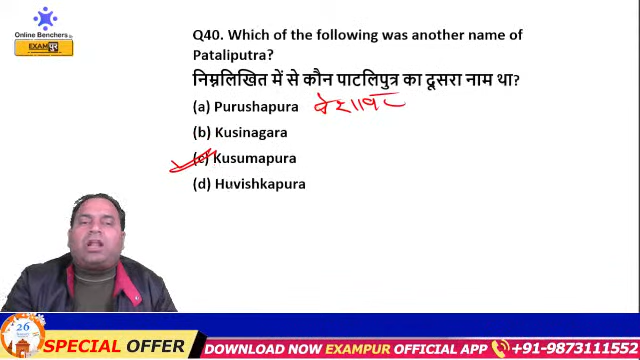 Online Benchers
EXAMपुर
Q40. Which of the following was another name of
Pataliputra?
निम्नलिखित में से कौन पाटलिपुत्र का दूसरा नाम था?
(a) Purushapura पेशावर
(b) Kusinagara
(c) Kusumapura
(d) Huvishkapura
26
SPECIAL OFFER DOWNLOAD NOW EXAMPUR OFFICIAL APP +91-9873111552